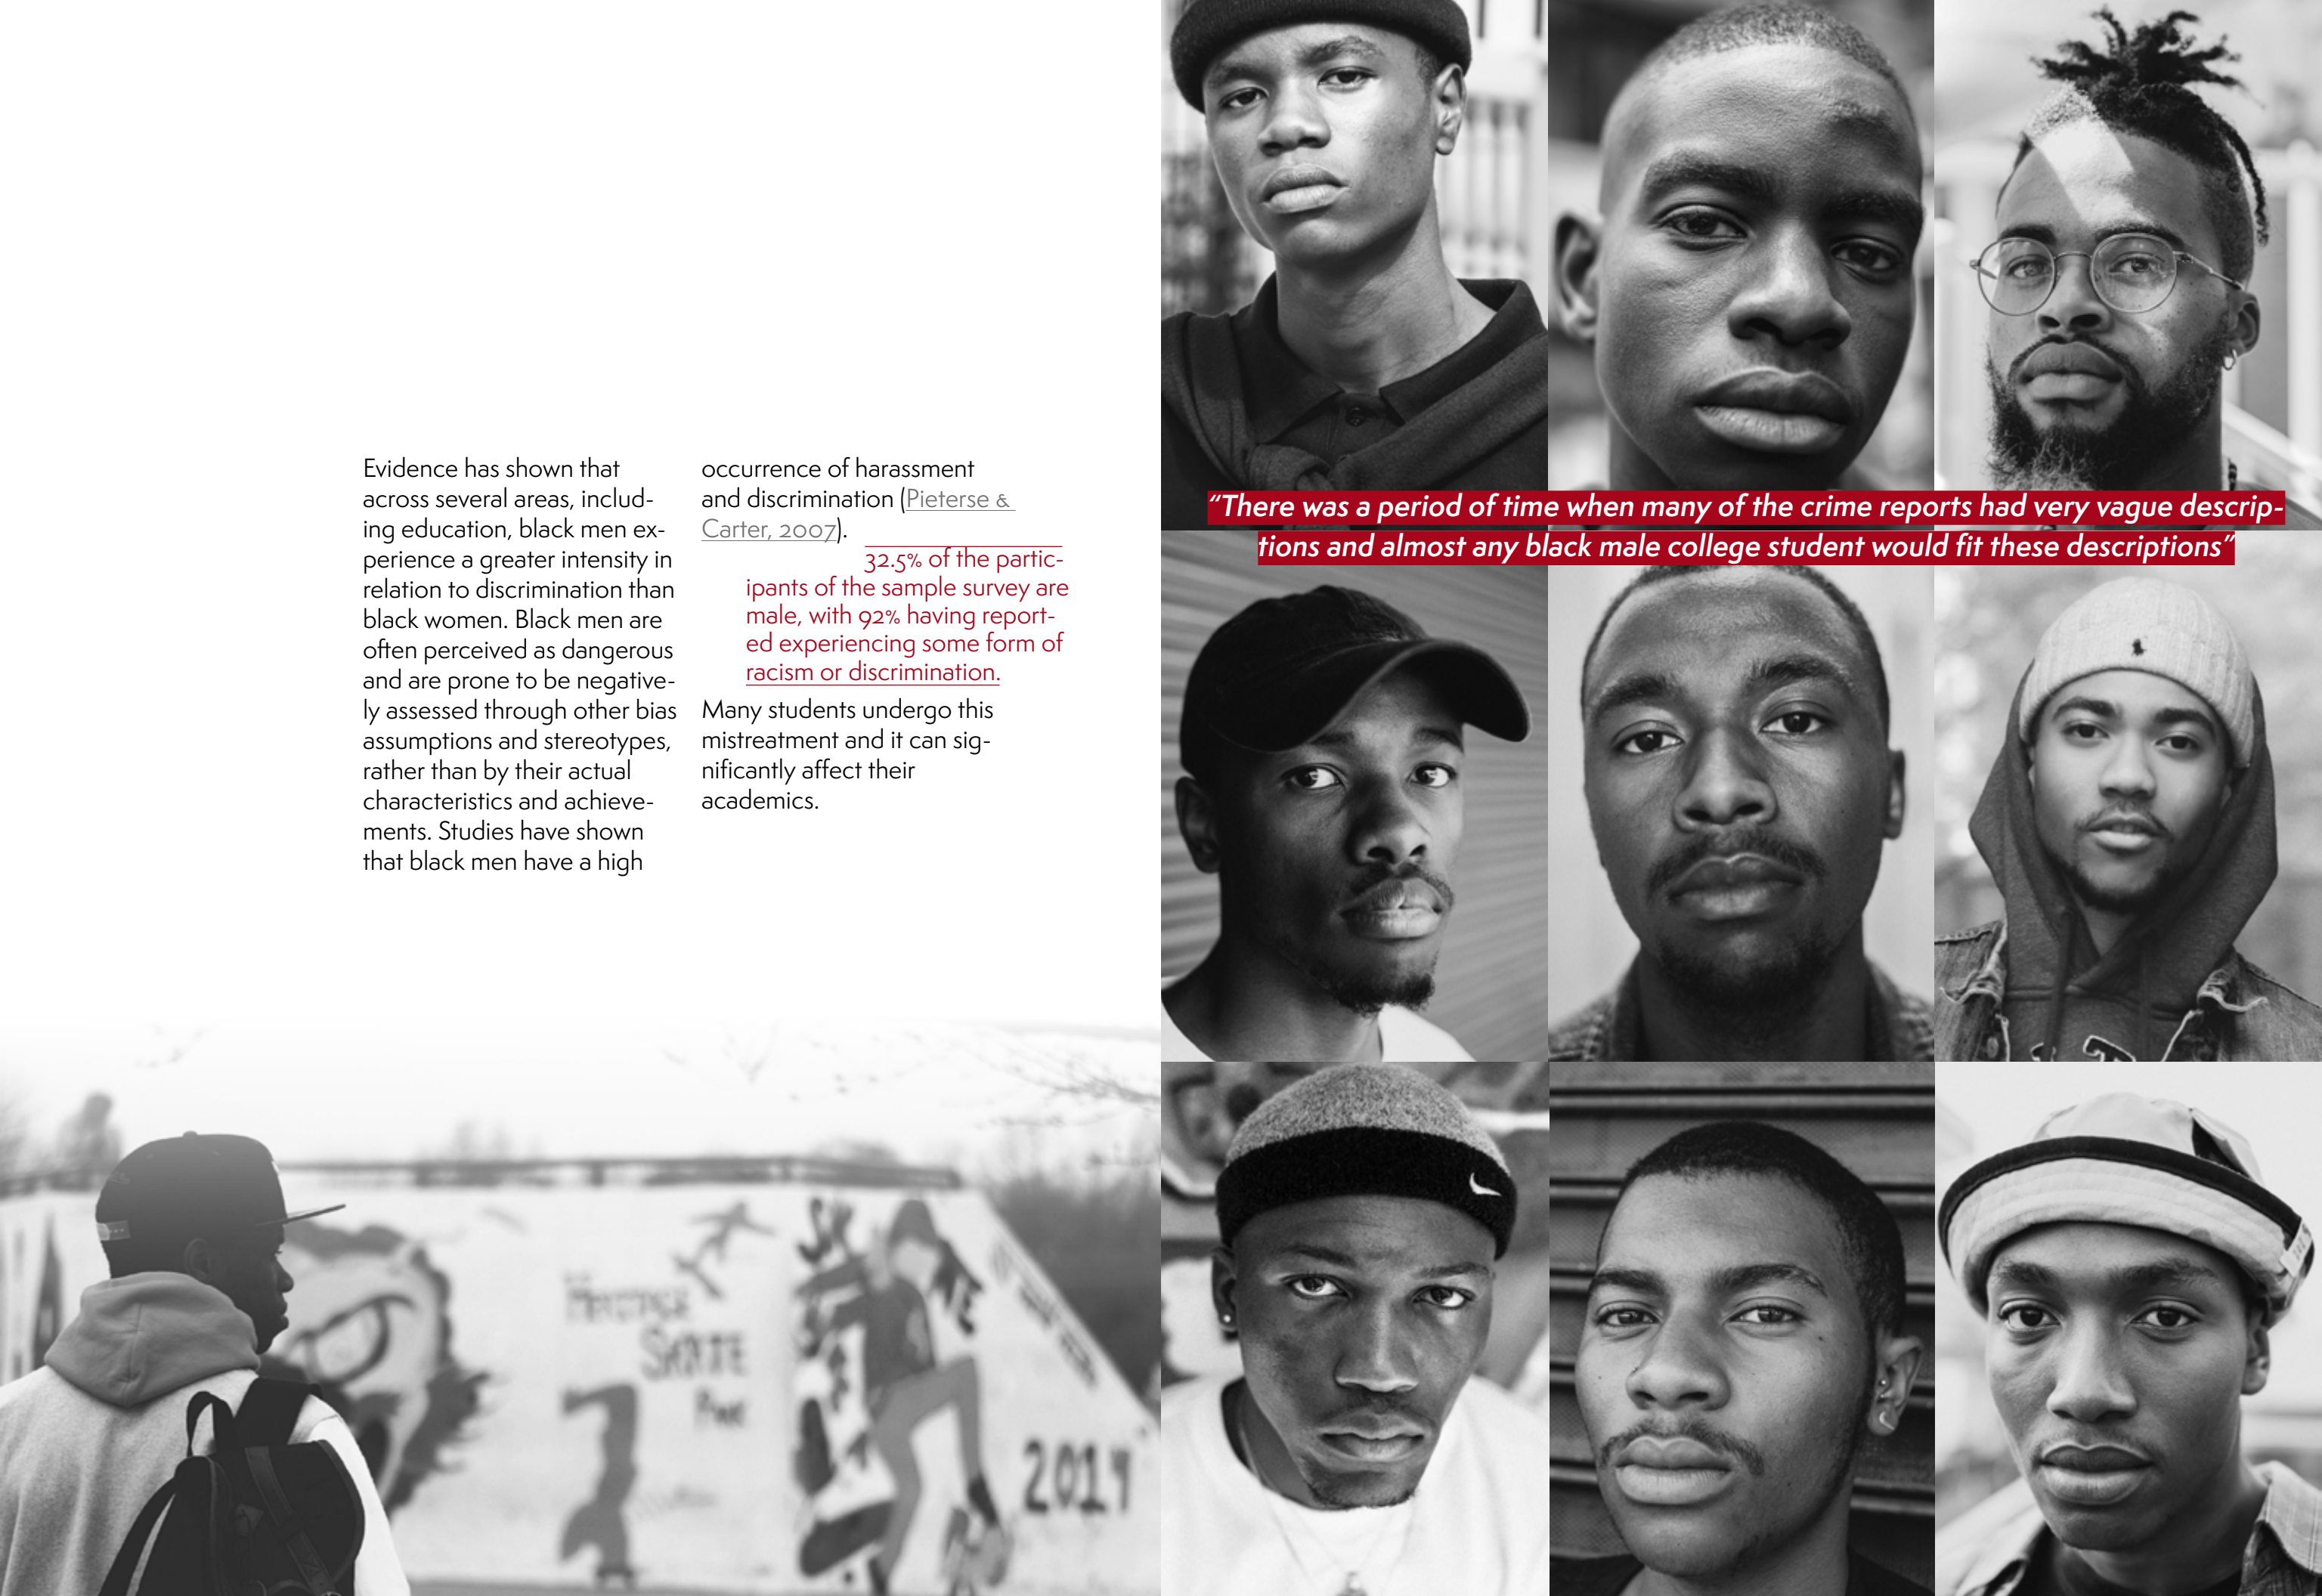 Evidence has shown that
across several areas, includ-
ing education, black men ex-
perience a greater intensity in
relation to discrimination than
black women. Black men are
often perceived as dangerous
and are prone to be negative-
ly assessed through other bias
assumptions and stereotypes,
rather than by their actual
characteristics and achieve-
ments. Studies have shown
that black men have a high
occurrence of harassment
and discrimination (Pieterse &
Carter, 2007).
32.5% of the partic-
ipants of the sample survey are
male, with 92% having report-
ed experiencing some form of
racism or discrimination.
Many students undergo this
mistreatment and it can sig-
nificantly affect their
academics.
“There was a period of time when many of the crime reports had very vague descrip-
tions and almost any black male college student would fit these descriptions”
SKATE
2014